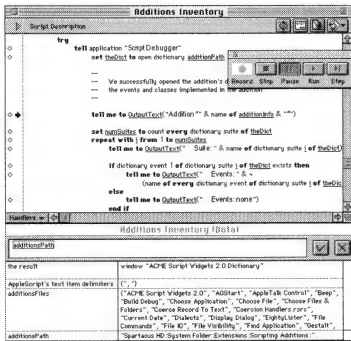 Additions Inventory
Script Description
try
tell application "Script Debugger"
set theDict to open dictionary additionPath
--
-- We successfully opened the addition's d
-- the events and classes implemented in the addition
--
Record Stop Pause Run Step
tell me to OutputText("Addition "" & name of additionInfo & """)
set numSuites to count every dictionary suite of theDict
repeat with i from 1 to numSuites
tell me to OutputText(" Suite: " & name of dictionary suite i of theDict)
if dictionary event 1 of dictionary suite i of theDict exists then
tell me to OutputText(" Events: " & ¬
(name of every dictionary event of dictionary suite i of theDic
else
tell me to OutputText(" Events: none")
end if
Handlers
Additions Inventory (Data)
additionsPath
the result window "ACME Script Widgets 2.0 Dictionary"
AppleScript's text item delimiters {", "}
additionsFiles {"ACME Script Widgets 2.0", "AGStart", "AppleTalk Control", "Beep",
"Build Debug", "Choose Application", "Choose File", "Choose Files &
Folders", "Coerce Record To Text", "Coercion Handlers.rsrc",
"Current Date", "Dialects", "Display Dialog", "EightyLister", "File
Commands", "File IO", "File Visibility", "Find Application", "Gestalt",
additionsPath "Spartacus HD:System Folder:Extensions:Scripting Additions:"